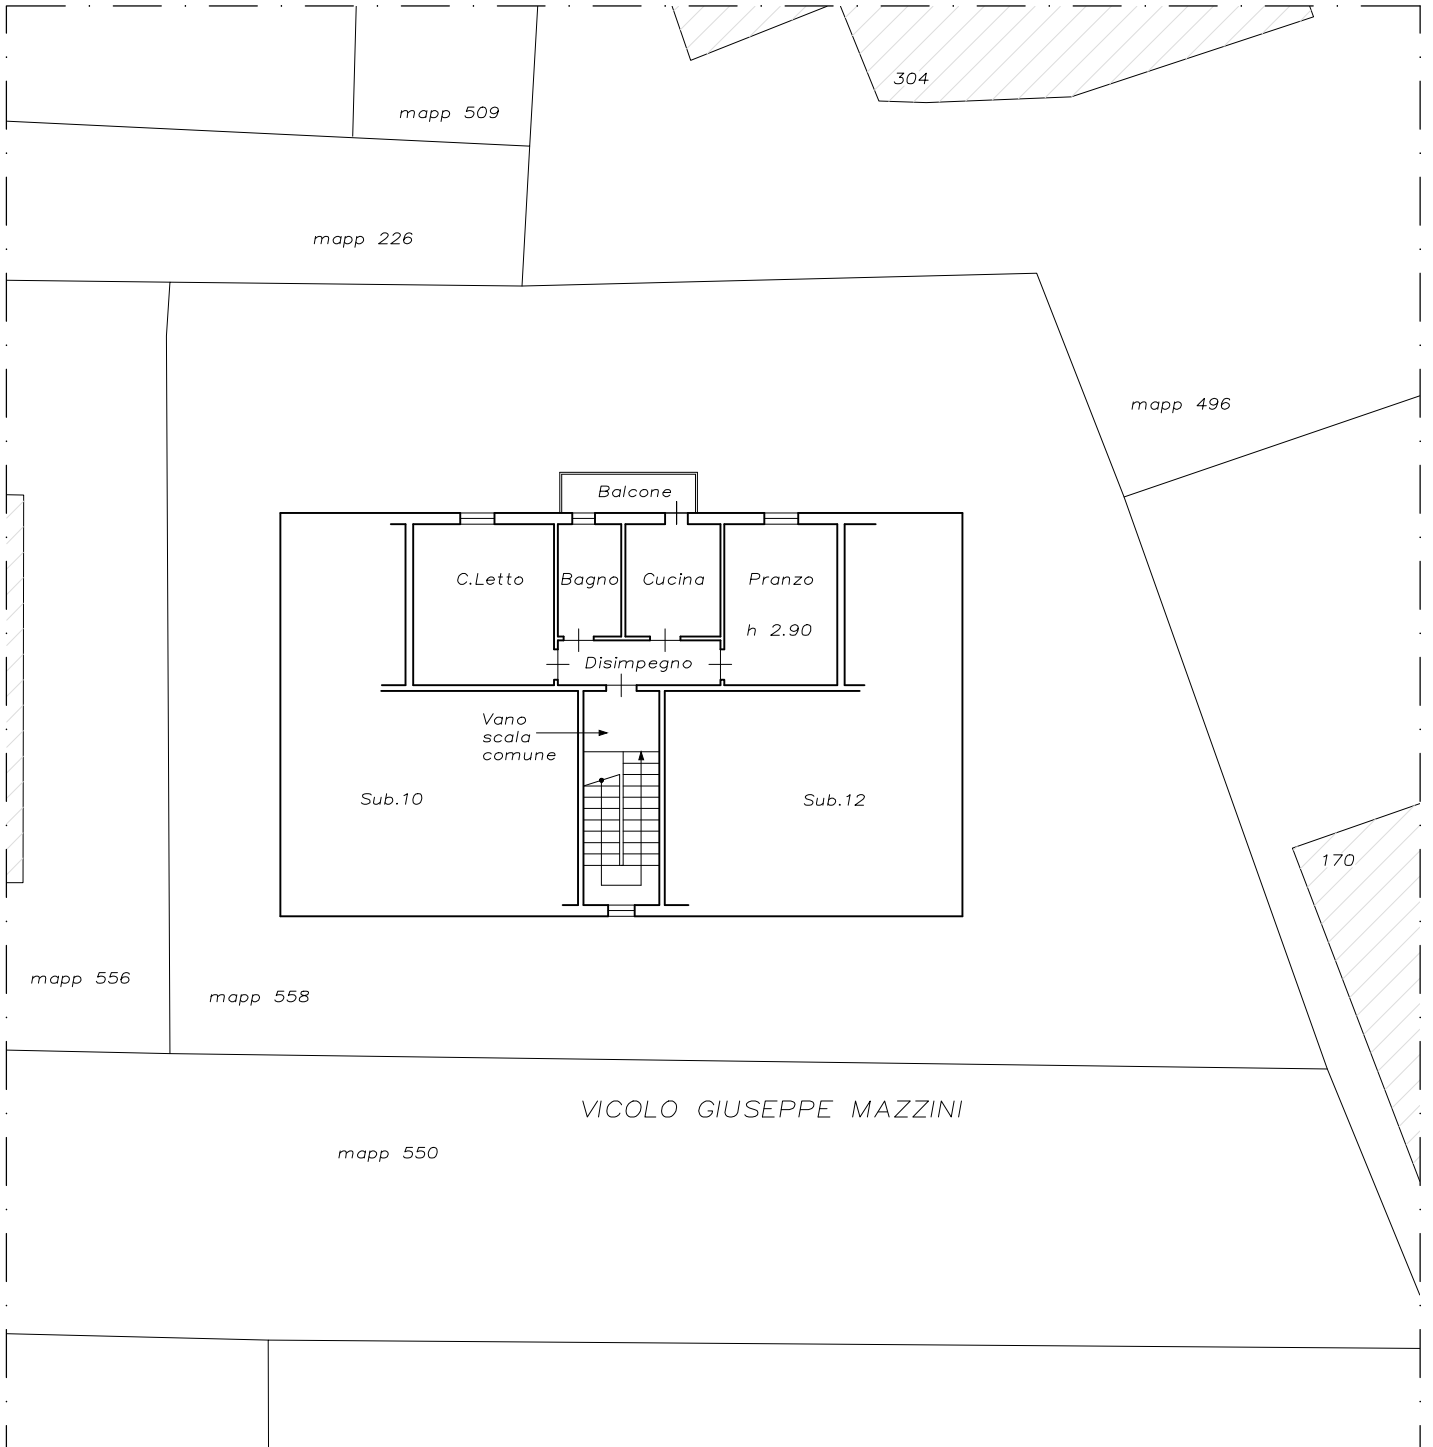 304
mapp 509
mapp 226
mapp 496
Balcone
C.Letto
Bagno
Cucina
Pranzo
h 2.90
Disimpegno
Vano
scala
comune
Sub.10
Sub.12
170
mapp 556
mapp 558
VICOLO GIUSEPPE MAZZINI
mapp 550